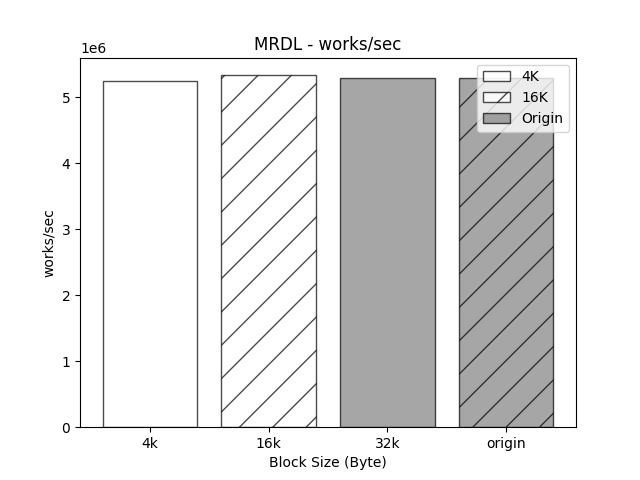 MRDL - works/sec
1e6
4K
16K
Origin
5
4
3
2
1
0
works/sec
4k 16k 32k origin
Block Size (Byte)